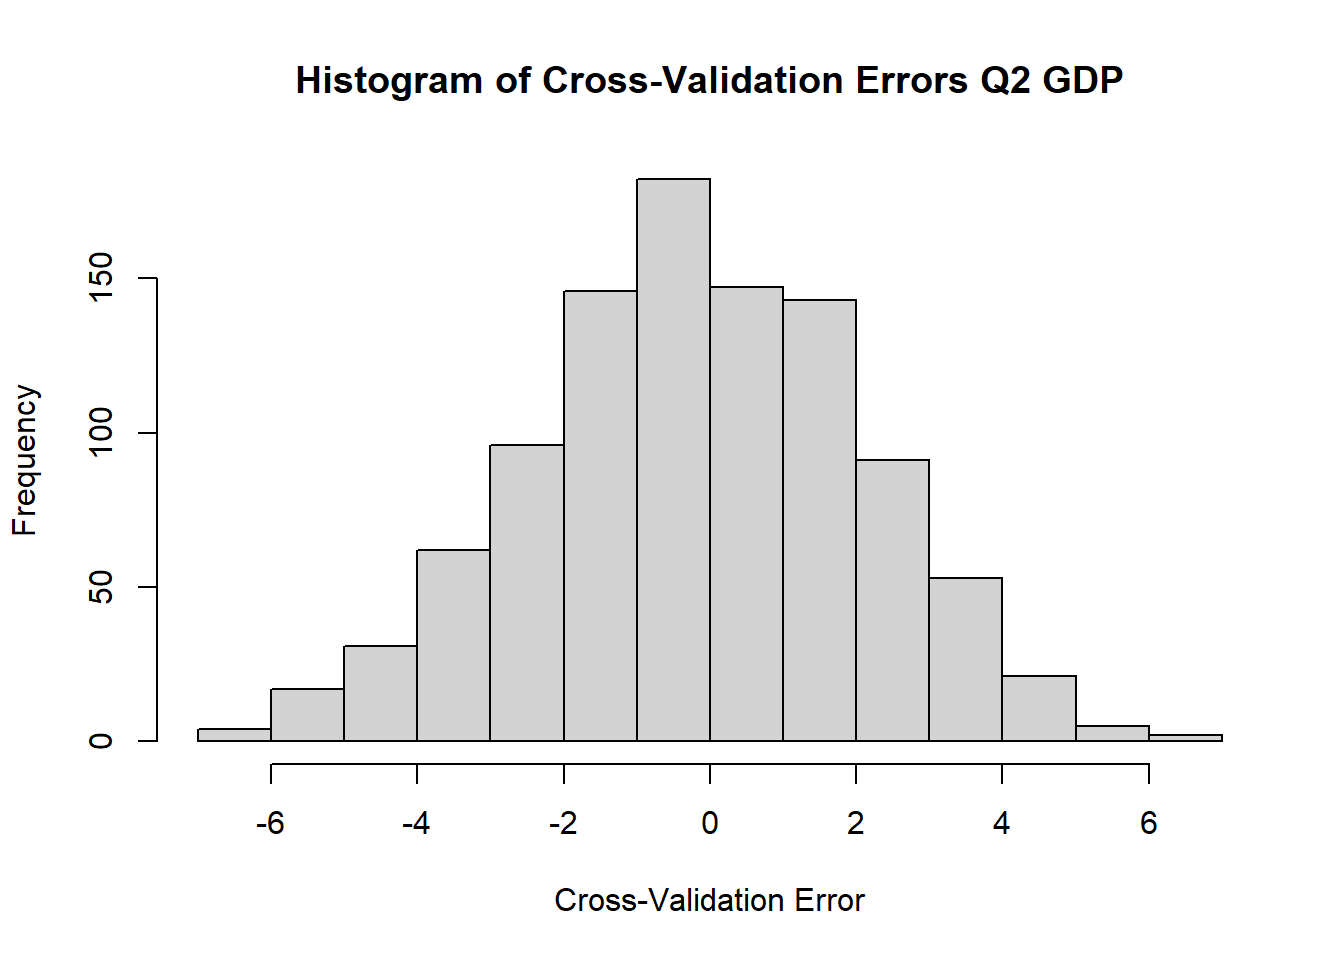 Histogram of Cross-Validation Errors Q2 GDP
Frequency
150
100
50
0
-6 -4 -2 0 2 4 6
Cross-Validation Error